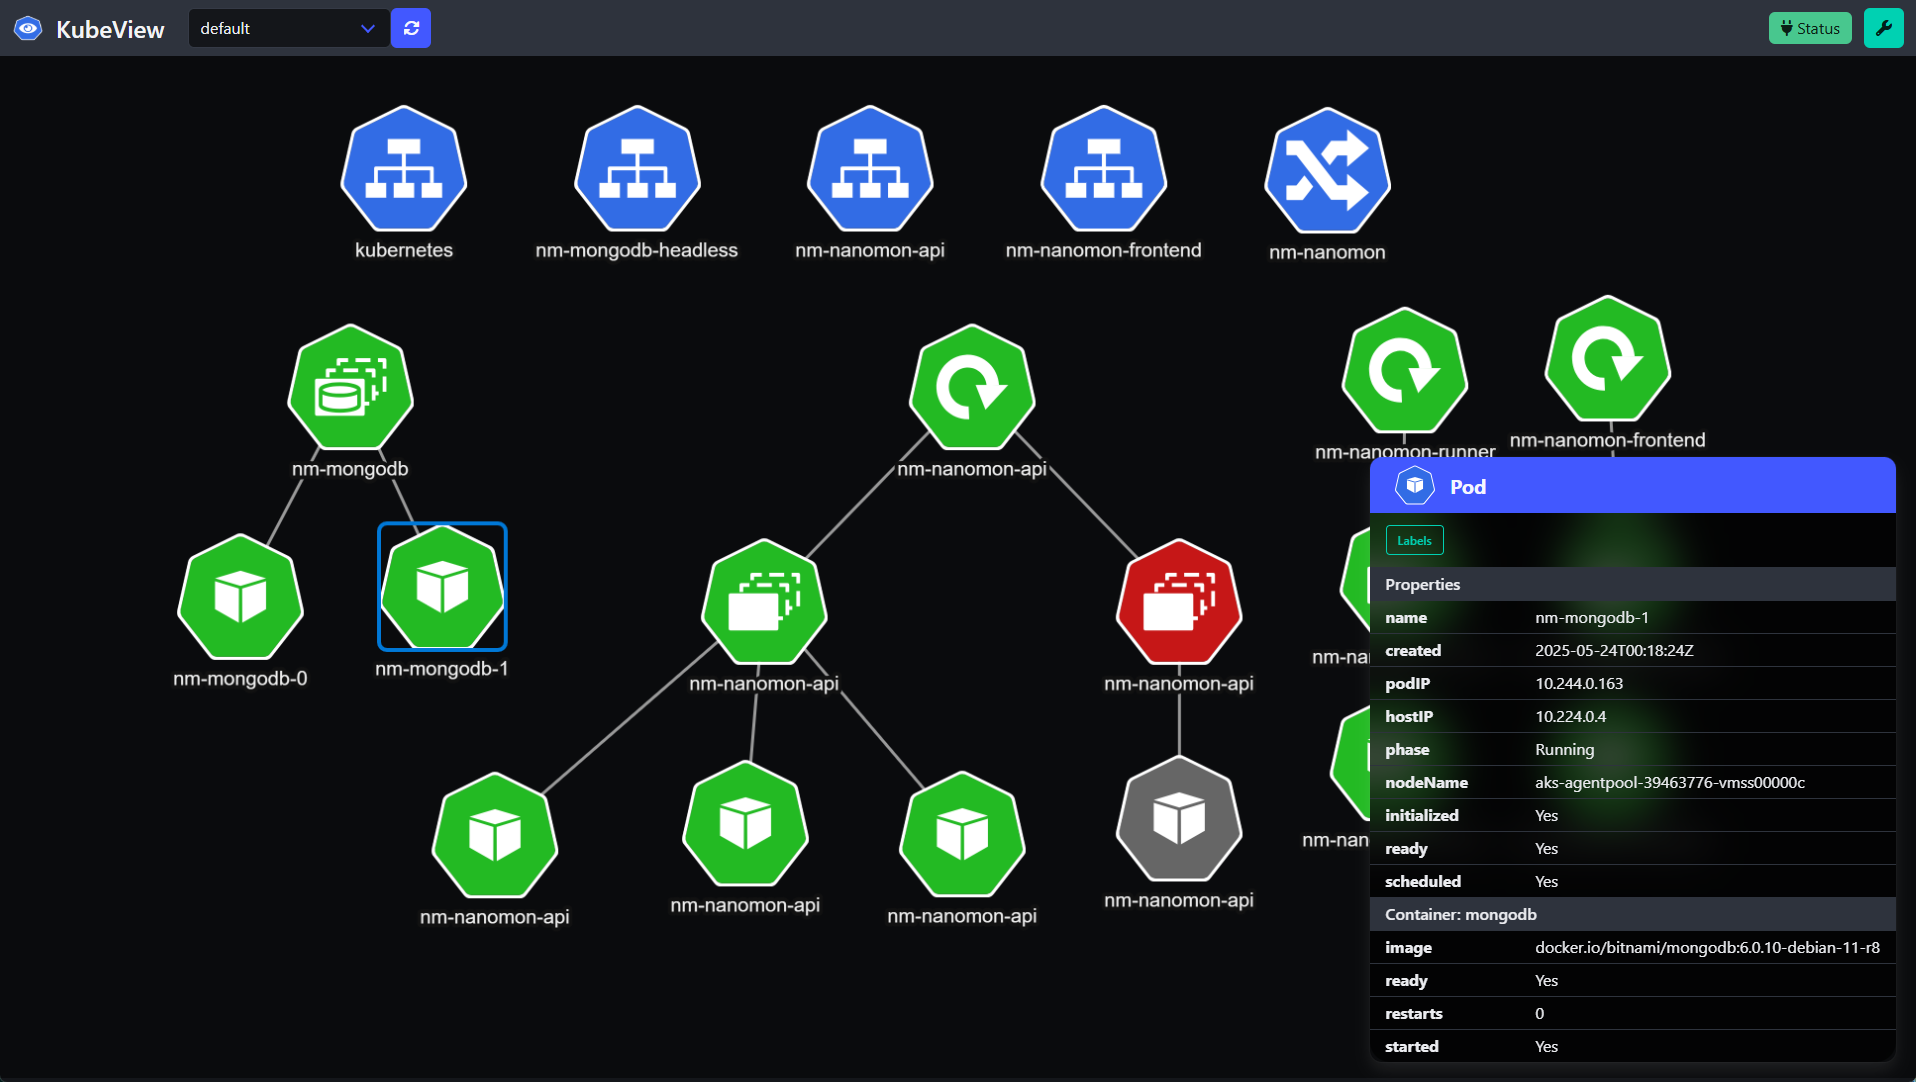 KubeView
default
Status
kubernetes
nm-mongodb-headless
nm-nanomon-api
nm-nanomon-frontend
nm-nanomon
nm-mongodb
nm-nanomon-api
nm-nanomon-runner
nm-nanomon-frontend
nm-mongodb-0
nm-mongodb-1
nm-nanomon-api
nm-nanomon-api
nm-na
nm-nan
nm-nanomon-api
nm-nanomon-api
nm-nanomon-api
nm-nanomon-api
Pod
Labels
Properties
name nm-mongodb-1
created 2025-05-24T00:18:24Z
podIP 10.244.0.163
hostIP 10.224.0.4
phase Running
nodeName aks-agentpool-39463776-vmss00000c
initialized Yes
ready Yes
scheduled Yes
Container: mongodb
image docker.io/bitnami/mongodb:6.0.10-debian-11-r8
ready Yes
restarts 0
started Yes